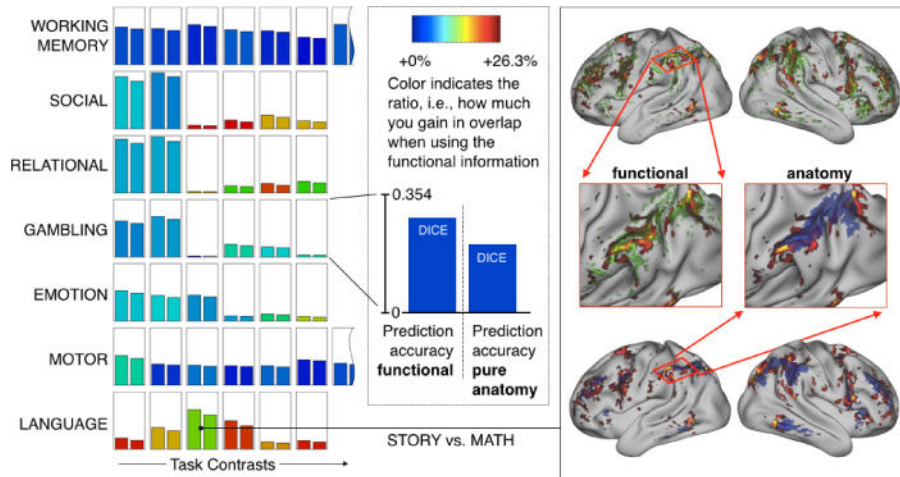 WORKING
MEMORY
SOCIAL
RELATIONAL
GAMBLING
EMOTION
MOTOR
LANGUAGE
Task Contrasts
+0%
+26.3%
Color indicates the
ratio, i.e., how much
you gain in overlap
when using the
functional information
0.354
DICE
DICE
0
Prediction
accuracy
functional
Prediction
accuracy
pure
anatomy
STORY vs. MATH
functional
anatomy